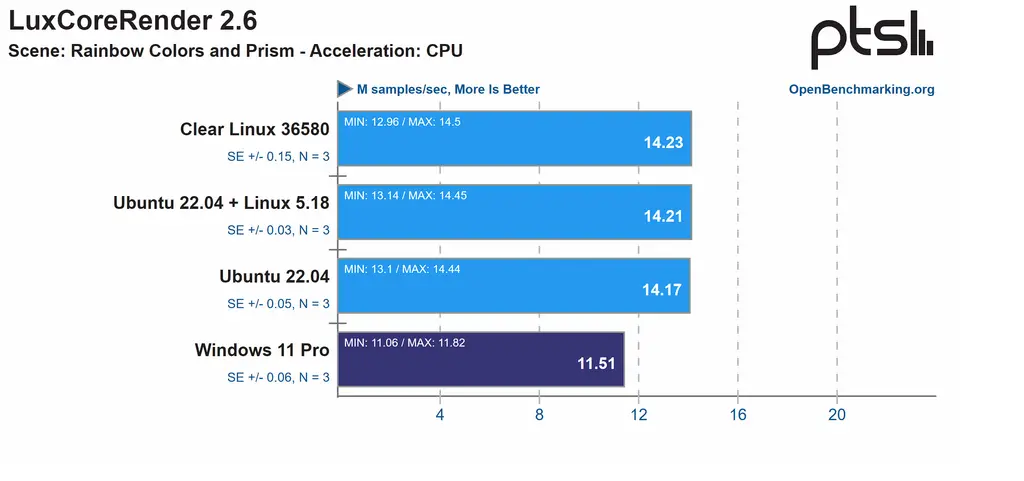 LuxCoreRender 2.6
Scene: Rainbow Colors and Prism - Acceleration: CPU
ptsl
M samples/sec, More Is Better
OpenBenchmarking.org
Clear Linux 36580
SE +/- 0.15, N = 3
MIN: 12.96 / MAX: 14.5
14.23
Ubuntu 22.04 + Linux 5.18
SE +/- 0.03, N = 3
MIN: 13.14 / MAX: 14.45
14.21
Ubuntu 22.04
SE +/- 0.05, N = 3
MIN: 13.1 / MAX: 14.44
14.17
Windows 11 Pro
SE +/- 0.06, N = 3
MIN: 11.06 / MAX: 11.82
11.51
4 8 12 16 20